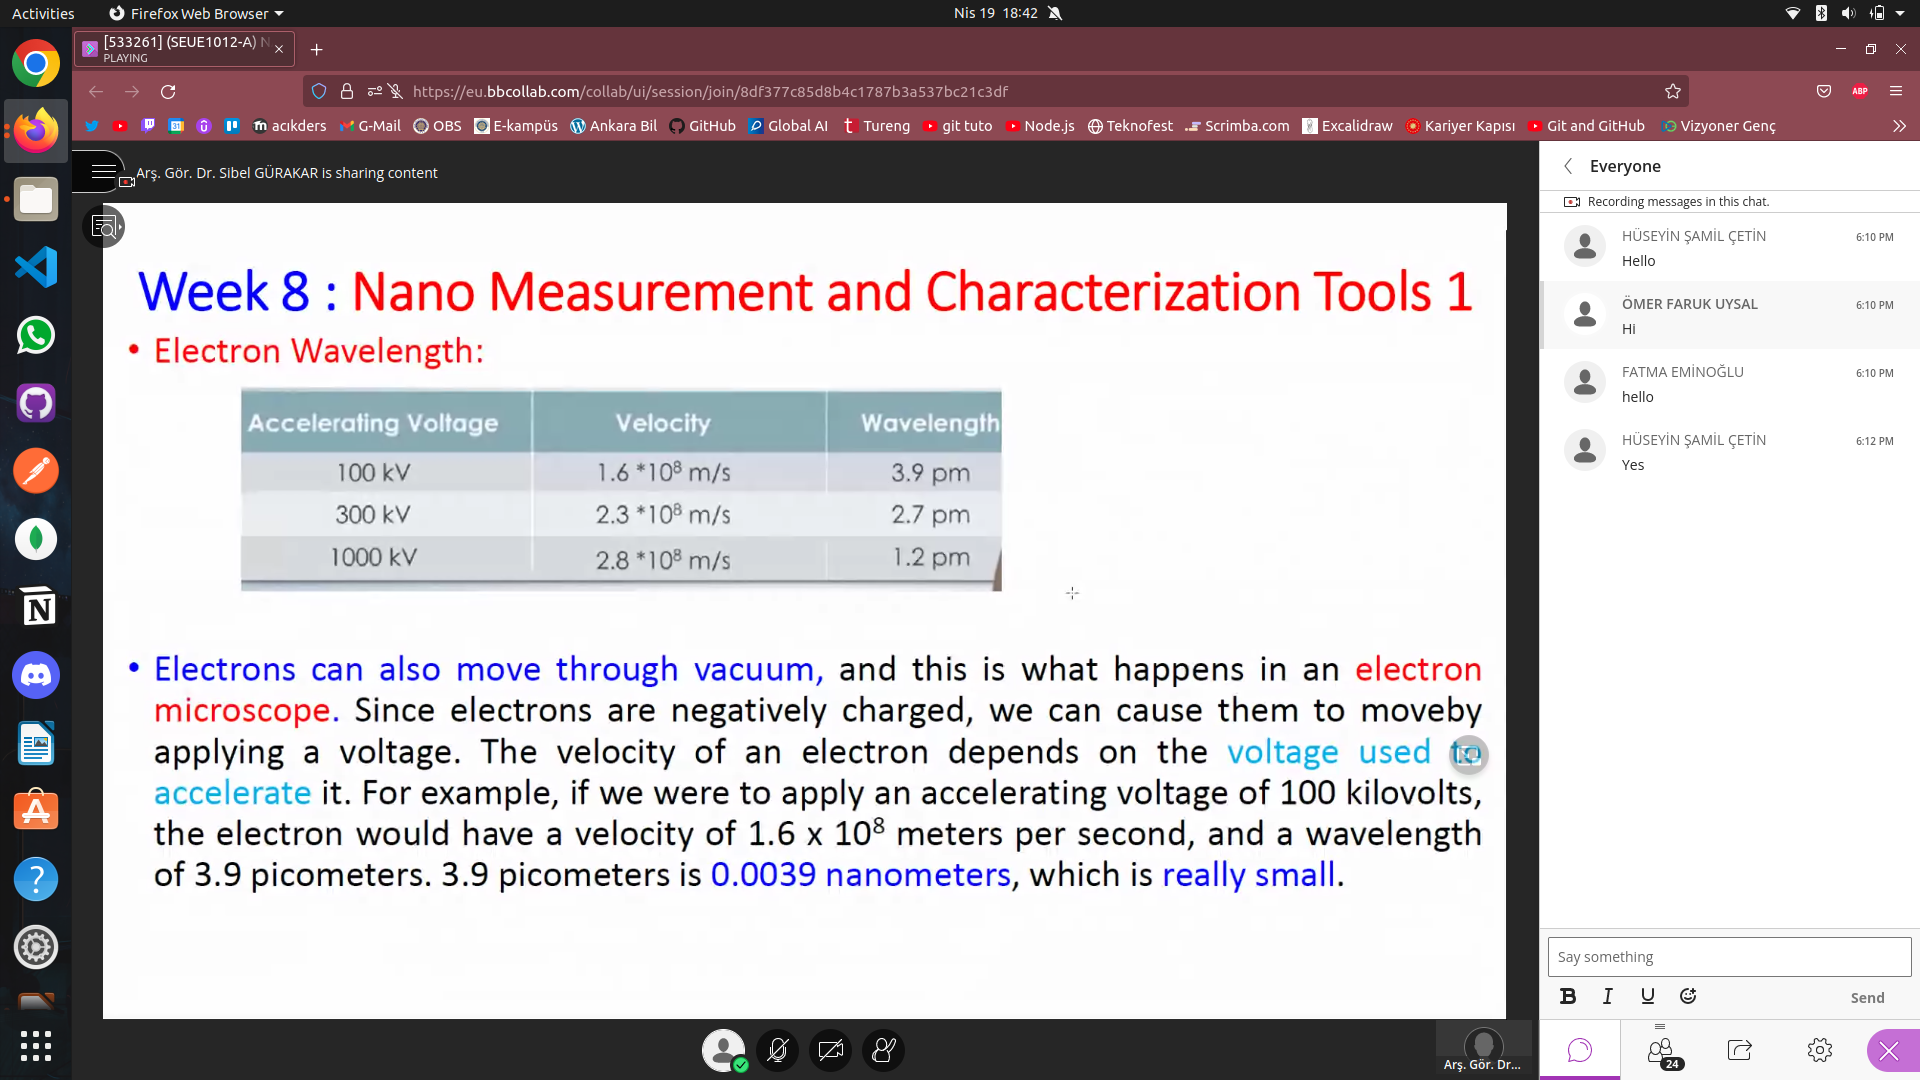 Activities
Firefox Web Browser
Nis 19 18:42
[533261] (SEUE1012-A) N
PLAYING
https://eu.bbcollab.com/collab/ui/session/join/8df377c85d8b4c1787b3a537bc21c3df
ABP
31
acıkders
G-Mail
OBS
E-kampüs
Ankara Bil
GitHub
Global AI
Tureng
git tuto
Node.js
Teknofest
Scrimba.com
Excalidraw
Kariyer Kapısı
Git and GitHub
Vizyoner Genç
Arş. Gör. Dr. Sibel GÜRAKAR is sharing content
Week 8 : Nano Measurement and Characterization Tools 1
• Electron Wavelength:
Accelerating Voltage Velocity Wavelength
100 kV 1.6 *10⁸ m/s 3.9 pm
300 kV 2.3 *10⁸ m/s 2.7 pm
1000 kV 2.8 *10⁸ m/s 1.2 pm
• Electrons can also move through vacuum, and this is what happens in an electron
microscope. Since electrons are negatively charged, we can cause them to moveby
applying a voltage. The velocity of an electron depends on the voltage used to
accelerate it. For example, if we were to apply an accelerating voltage of 100 kilovolts,
the electron would have a velocity of 1.6 x 10⁸ meters per second, and a wavelength
of 3.9 picometers. 3.9 picometers is 0.0039 nanometers, which is really small.
Arş. Gör. Dr...
Everyone
Recording messages in this chat.
HÜSEYİN ŞAMİL ÇETİN 6:10 PM
Hello
ÖMER FARUK UYSAL 6:10 PM
Hi
FATMA EMİNOĞLU 6:10 PM
hello
HÜSEYİN ŞAMİL ÇETİN 6:12 PM
Yes
Say something
B I U
Send
24